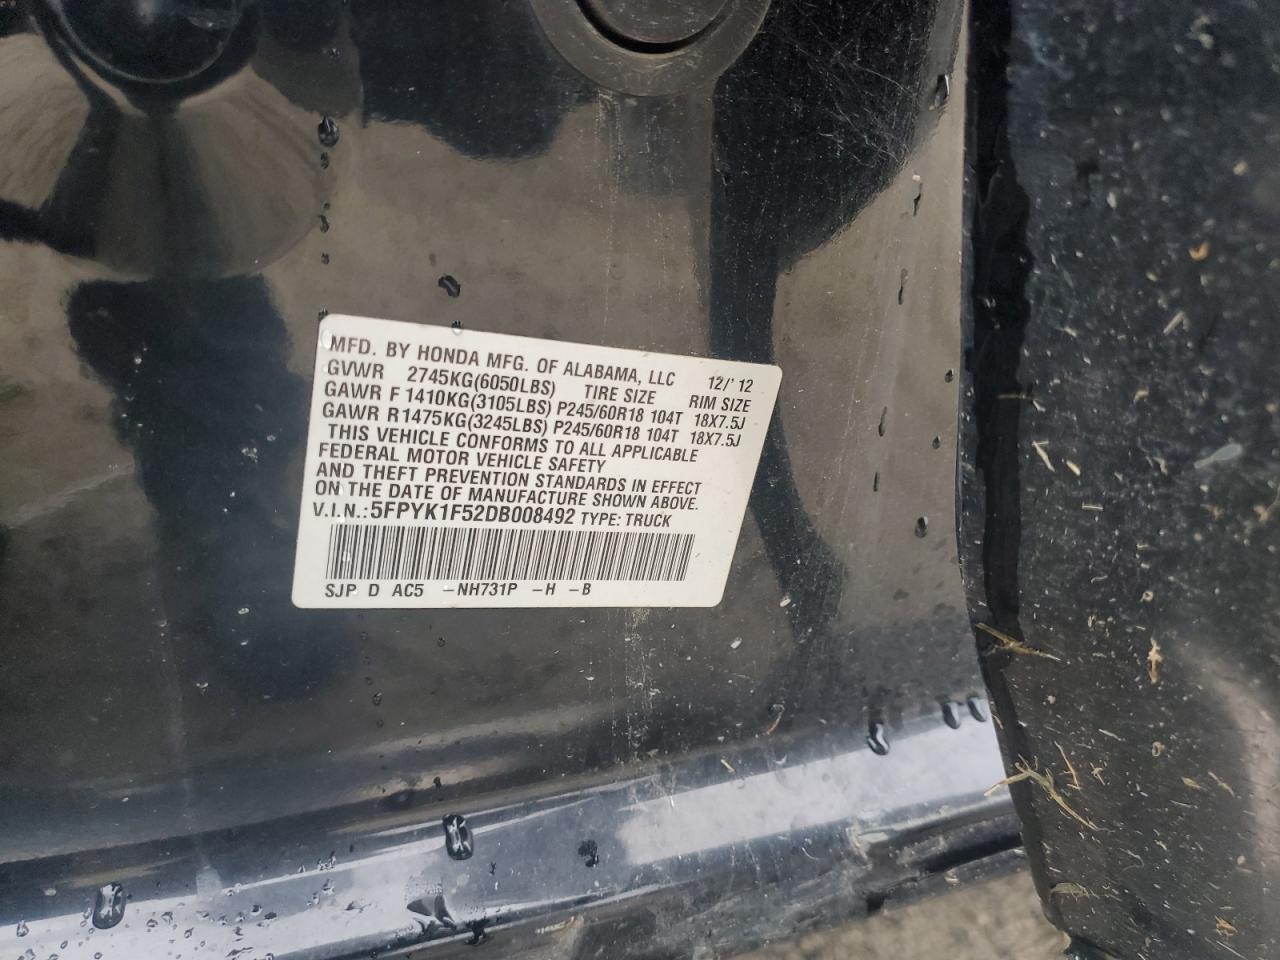 MFD. BY HONDA MFG. OF ALABAMA, LLC 12/'12
GVWR 2745KG(6050LBS) TIRE SIZE RIM SIZE
GAWR F 1410KG(3105LBS) P245/60R18 104T 18X7.5J
GAWR R1475KG(3245LBS) P245/60R18 104T 18X7.5J
THIS VEHICLE CONFORMS TO ALL APPLICABLE
FEDERAL MOTOR VEHICLE SAFETY
AND THEFT PREVENTION STANDARDS IN EFFECT
ON THE DATE OF MANUFACTURE SHOWN ABOVE.
V.I.N.:5FPYK1F52DB008492 TYPE: TRUCK
SJP D AC5 -NH731P -H -B